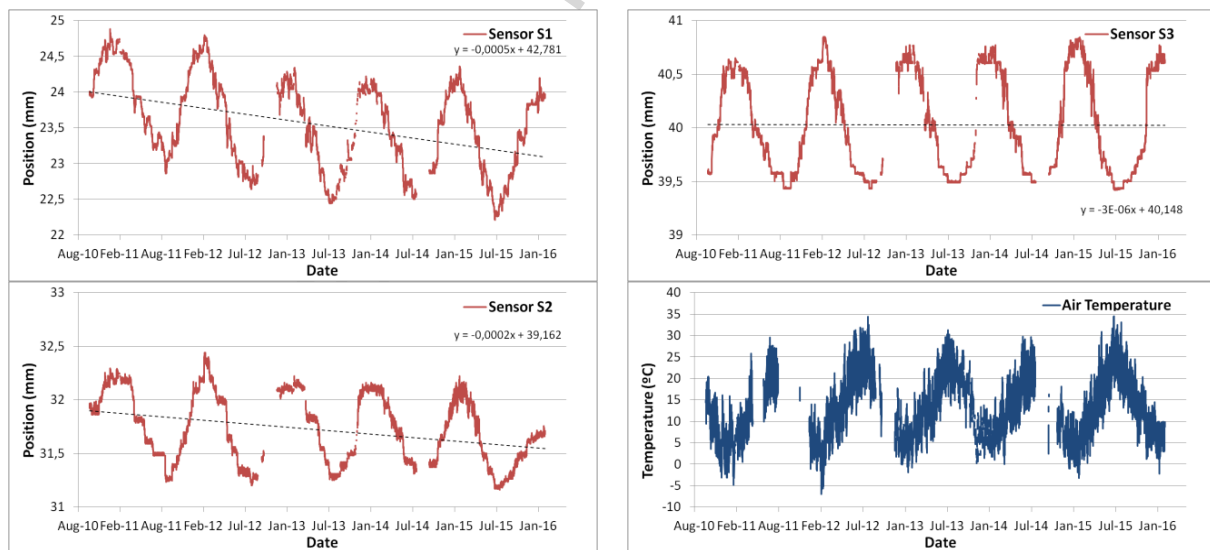 25
24,5
24
23,5
23
22,5
22
Position (mm)
Sensor S1
y = -0,0005x + 42,781
Aug-10 Feb-11 Aug-11 Feb-12 Jul-12 Jan-13 Jul-13 Jan-14 Jul-14 Jan-15 Jul-15 Jan-16
Date
41
40,5
40
39,5
39
Position (mm)
Sensor S3
y = -3E-06x + 40,148
Aug-10 Feb-11 Aug-11 Feb-12 Jul-12 Jan-13 Jul-13 Jan-14 Jul-14 Jan-15 Jul-15 Jan-16
Date
33
32,5
32
31,5
31
Position (mm)
Sensor S2
y = -0,0002x + 39,162
Aug-10 Feb-11 Aug-11 Feb-12 Jul-12 Jan-13 Jul-13 Jan-14 Jul-14 Jan-15 Jul-15 Jan-16
Date
40
35
30
25
20
15
10
5
0
-5
-10
Temperature (ºC)
Air Temperature
Aug-10 Feb-11 Aug-11 Feb-12 Jul-12 Jan-13 Jul-13 Jan-14 Jul-14 Jan-15 Jul-15 Jan-16
Date